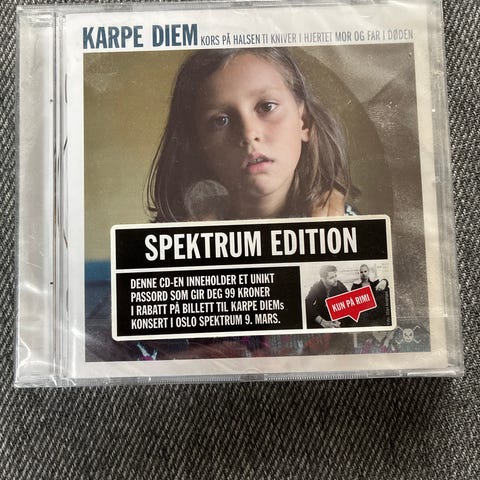 KARPE DIEM KORS PÅ HALSEN TI KNIVER I HJERTET MOR OG FAR I DØDEN
SPEKTRUM EDITION
DENNE CD-EN INNEHOLDER ET UNIKT
PASSORD SOM GIR DEG 99 KRONER
I RABATT PÅ BILLETT TIL KARPE DIEMs
KONSERT I OSLO SPEKTRUM 9. MARS.
KUN PÅ RIMI